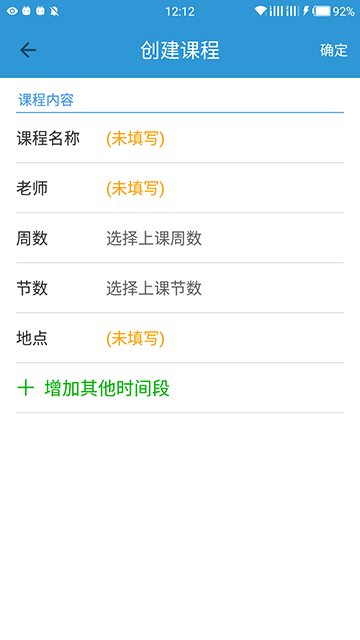 12:12 92%
创建课程 确定
课程内容
课程名称 (未填写)
老师 (未填写)
周数 选择上课周数
节数 选择上课节数
地点 (未填写)
+ 增加其他时间段